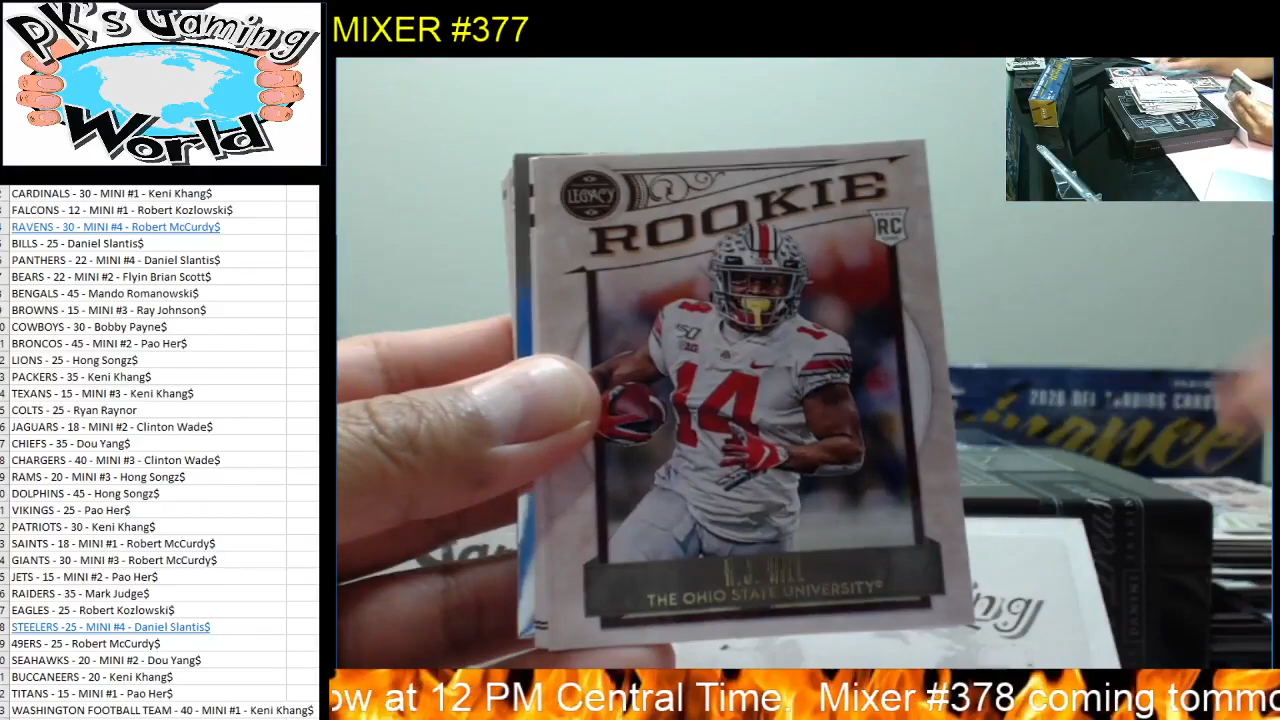 PK's Gaming
World
MIXER #377
CARDINALS - 30 - MINI #1 - Keni Khang$
FALCONS - 12 - MINI #1 - Robert Kozlowski$
RAVENS - 30 - MINI #4 - Robert McCurdy$
BILLS - 25 - Daniel Slantis$
PANTHERS - 22 - MINI #4 - Daniel Slantis$
BEARS - 22 - MINI #2 - Flyin Brian Scott$
BENGALS - 45 - Mando Romanowski$
BROWNS - 15 - MINI #3 - Ray Johnson$
COWBOYS - 30 - Bobby Payne$
BRONCOS - 45 - MINI #2 - Pao Her$
LIONS - 25 - Hong Songz$
PACKERS - 35 - Keni Khang$
TEXANS - 15 - MINI #3 - Keni Khang$
COLTS - 25 - Ryan Raynor
JAGUARS - 18 - MINI #2 - Clinton Wade$
CHIEFS - 35 - Dou Yang$
CHARGERS - 40 - MINI #3 - Clinton Wade$
RAMS - 20 - MINI #3 - Hong Songz$
DOLPHINS - 45 - Hong Songz$
VIKINGS - 25 - Pao Her$
PATRIOTS - 30 - Keni Khang$
SAINTS - 18 - MINI #1 - Robert McCurdy$
GIANTS - 30 - MINI #3 - Robert McCurdy$
JETS - 15 - MINI #2 - Pao Her$
RAIDERS - 35 - Mark Judge$
EAGLES - 25 - Robert Kozlowski$
STEELERS -25 - MINI #4 - Daniel Slantis$
49ERS - 25 - Robert McCurdy$
SEAHAWKS - 20 - MINI #2 - Dou Yang$
BUCCANEERS - 20 - Keni Khang$
TITANS - 15 - MINI #1 - Pao Her$
WASHINGTON FOOTBALL TEAM - 40 - MINI #1 - Keni Khang$
LEGACY
ROOKIE
RC
150
B1G
14
K.J. HILL
THE OHIO STATE UNIVERSITY
2020 NFL TRADING CARDS
ow at 12 PM Central Time. Mixer #378 coming tommo